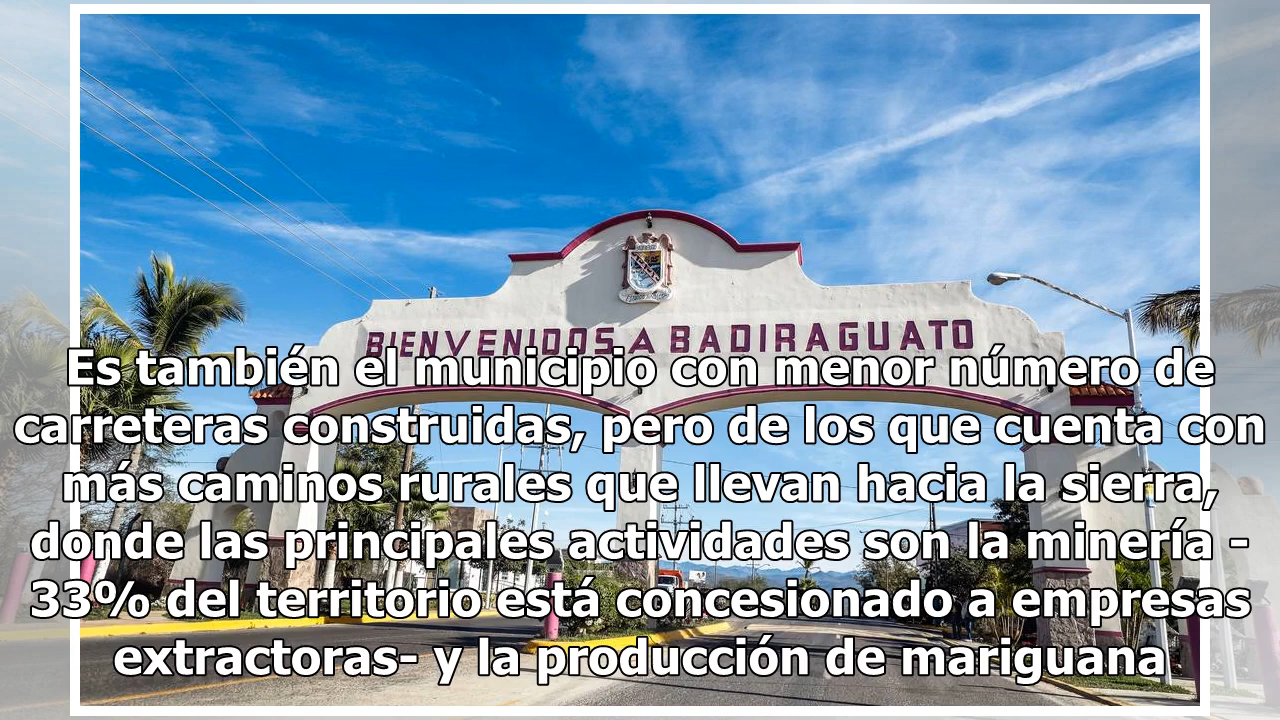 BIENVENIDOS A BADIRAGUATO
Es también el municipio con menor número de
carreteras construidas, pero de los que cuenta con
más caminos rurales que llevan hacia la sierra,
donde las principales actividades son la minería -
33% del territorio está concesionado a empresas
extractoras- y la producción de mariguana